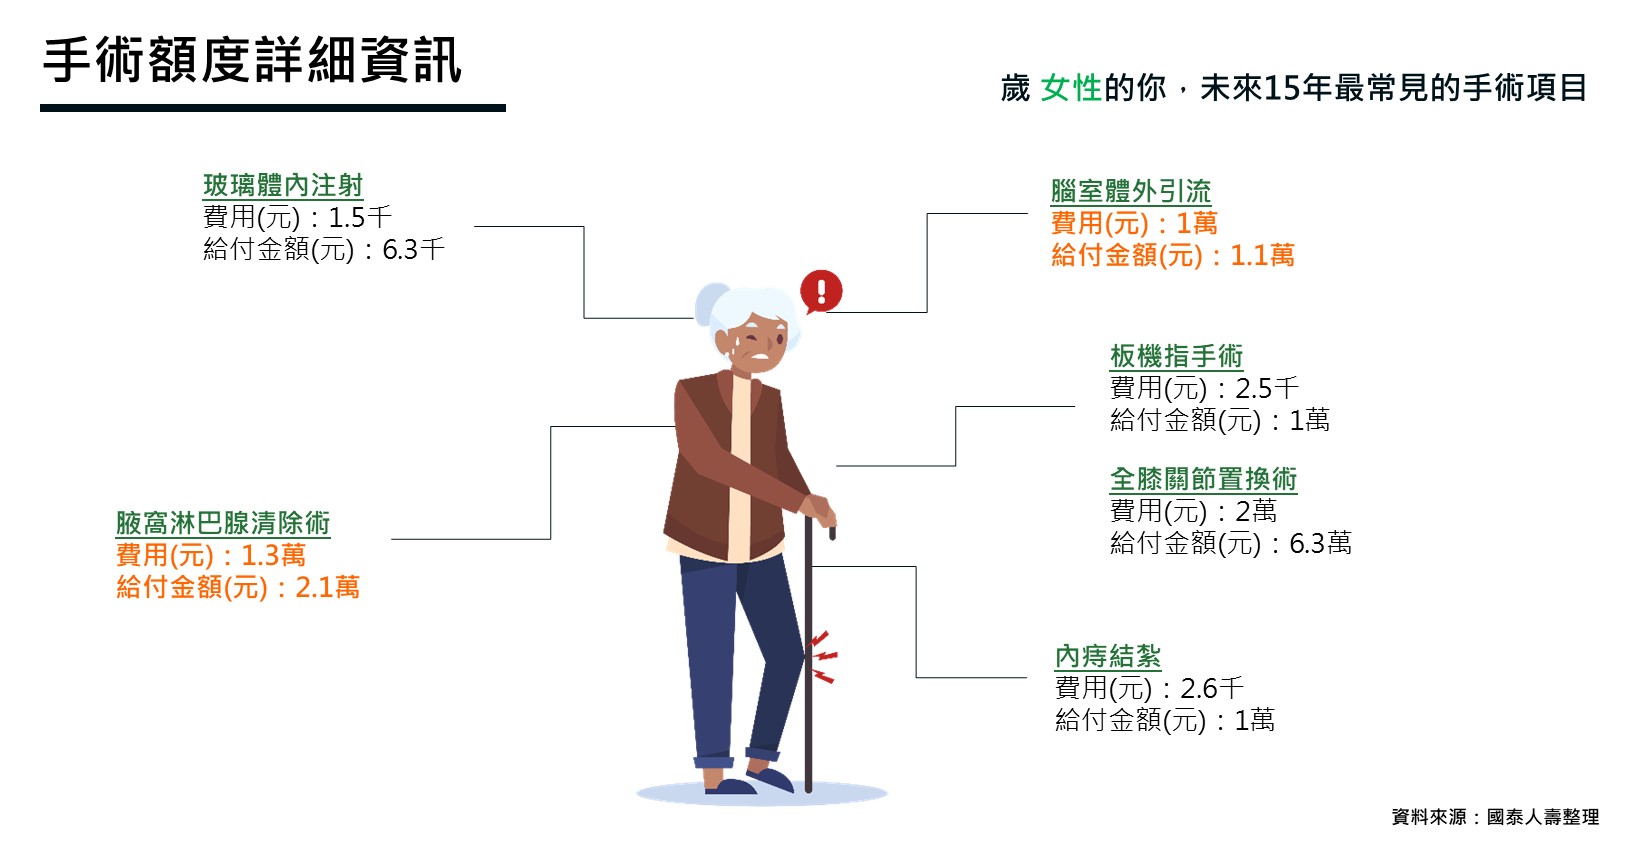 手術額度詳細資訊
歲 女性的你，未來15年最常見的手術項目
玻璃體內注射
費用(元)：1.5千
給付金額(元)：6.3千
腦室體外引流
費用(元)：1萬
給付金額(元)：1.1萬
板機指手術
費用(元)：2.5千
給付金額(元)：1萬
全膝關節置換術
費用(元)：2萬
給付金額(元)：6.3萬
腋窩淋巴腺清除術
費用(元)：1.3萬
給付金額(元)：2.1萬
內痔結紮
費用(元)：2.6千
給付金額(元)：1萬
資料來源：國泰人壽整理